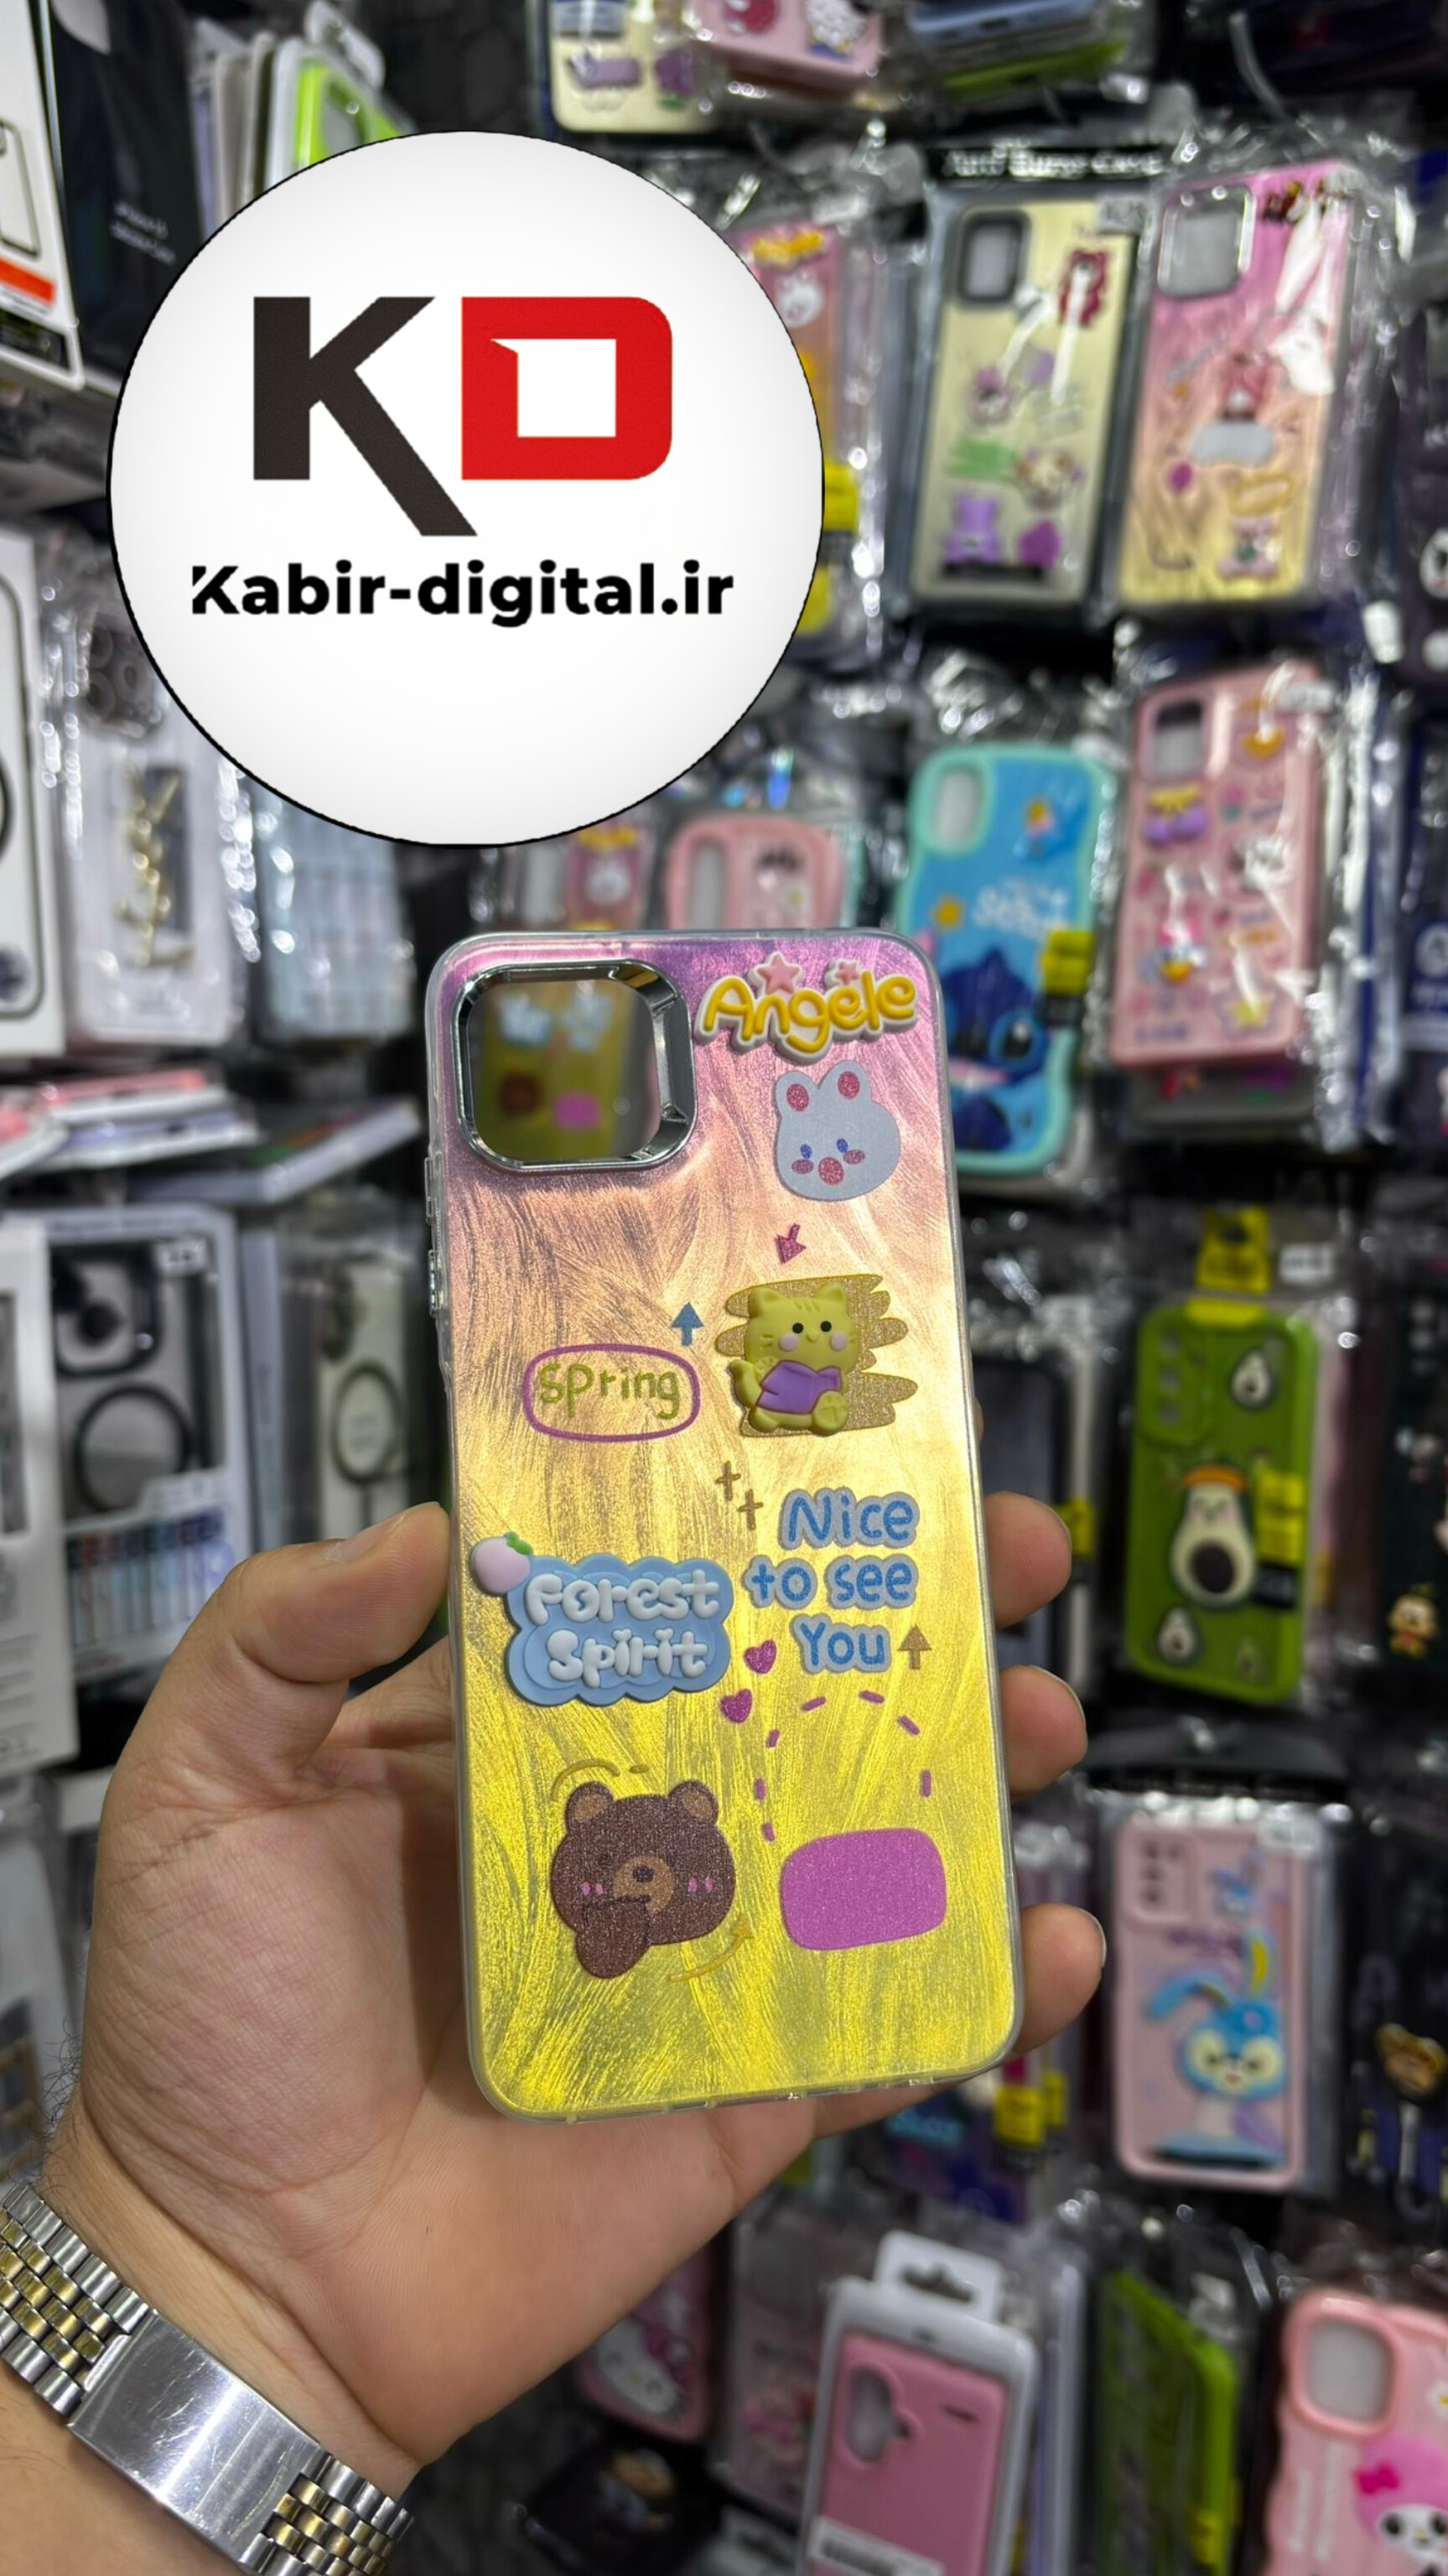 KD
Kabir-digital.ir
Angele
spring
Nice
to see
You
Forest
Spirit